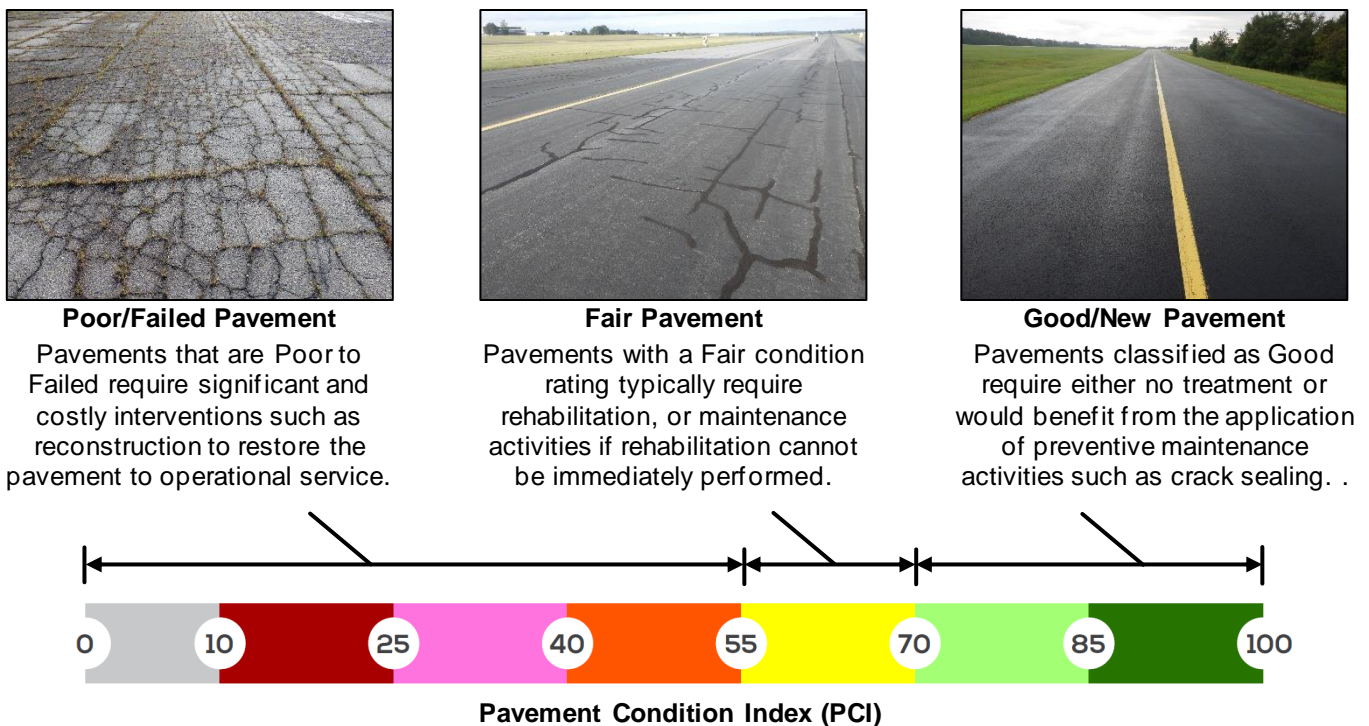 Poor/Failed Pavement
Pavements that are Poor to
Failed require significant and
costly interventions such as
reconstruction to restore the
pavement to operational service.
Fair Pavement
Pavements with a Fair condition
rating typically require
rehabilitation, or maintenance
activities if rehabilitation cannot
be immediately performed.
Good/New Pavement
Pavements classified as Good
require either no treatment or
would benefit from the application
of preventive maintenance
activities such as crack sealing. .
0 10 25 40 55 70 85 100
Pavement Condition Index (PCI)